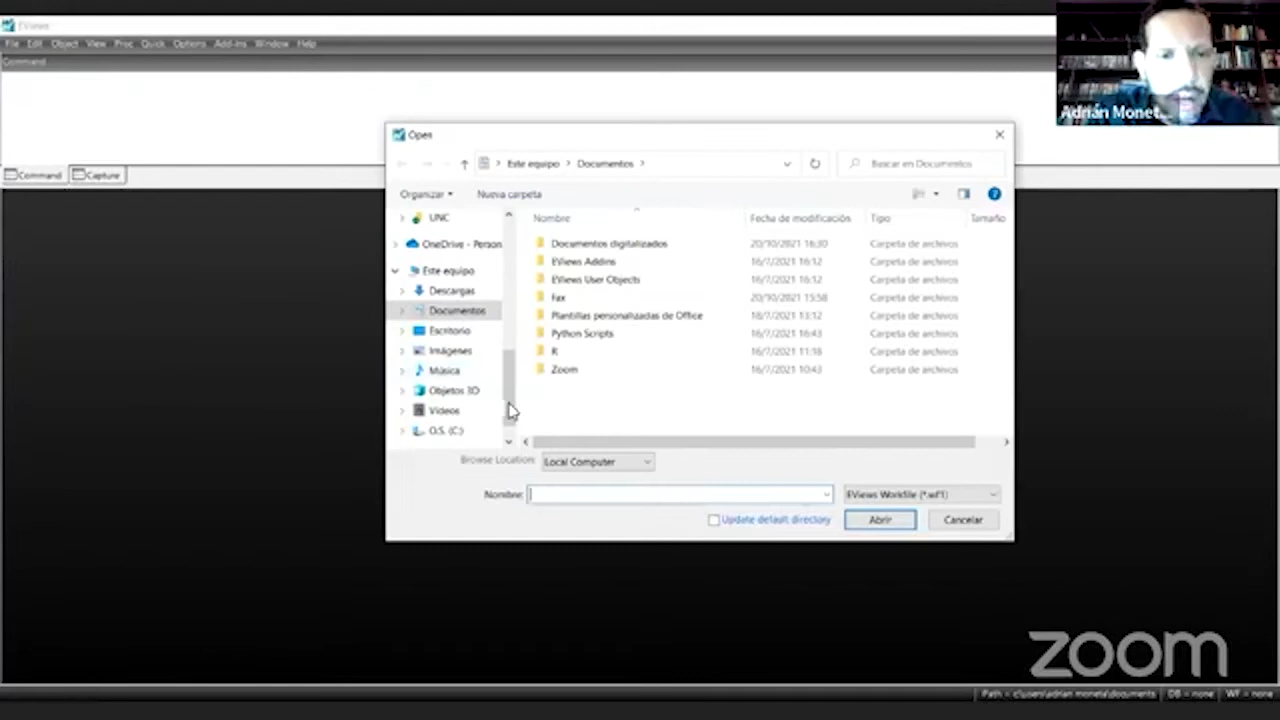 EViews
File Edit Object View Proc Quick Options Add-ins Window Help
Command
Adrián Monet...
Command Capture
Open
Este equipo > Documentos >
Buscar en Documentos
Organizar Nueva carpeta
Nombre Fecha de modificación Tipo Tamaño
UNC
OneDrive - Person
Este equipo
Descargas
Documentos
Escritorio
Imágenes
Música
Objetos 3D
Vídeos
O.S. (C:)
Documentos digitalizados 20/10/2021 16:30 Carpeta de archivos
EViews Addins 16/7/2021 16:12 Carpeta de archivos
EViews User Objects 16/7/2021 16:12 Carpeta de archivos
Fax 20/10/2021 15:58 Carpeta de archivos
Plantillas personalizadas de Office 16/7/2021 13:12 Carpeta de archivos
Python Scripts 16/7/2021 16:43 Carpeta de archivos
R 16/7/2021 11:18 Carpeta de archivos
Zoom 16/7/2021 10:43 Carpeta de archivos
Browse Location: Local Computer
Nombre: EViews Workfile (*.wf1)
Update default directory Abrir Cancelar
zoom
Path = c:\users\adrian moneta\documents DB = none WF = none